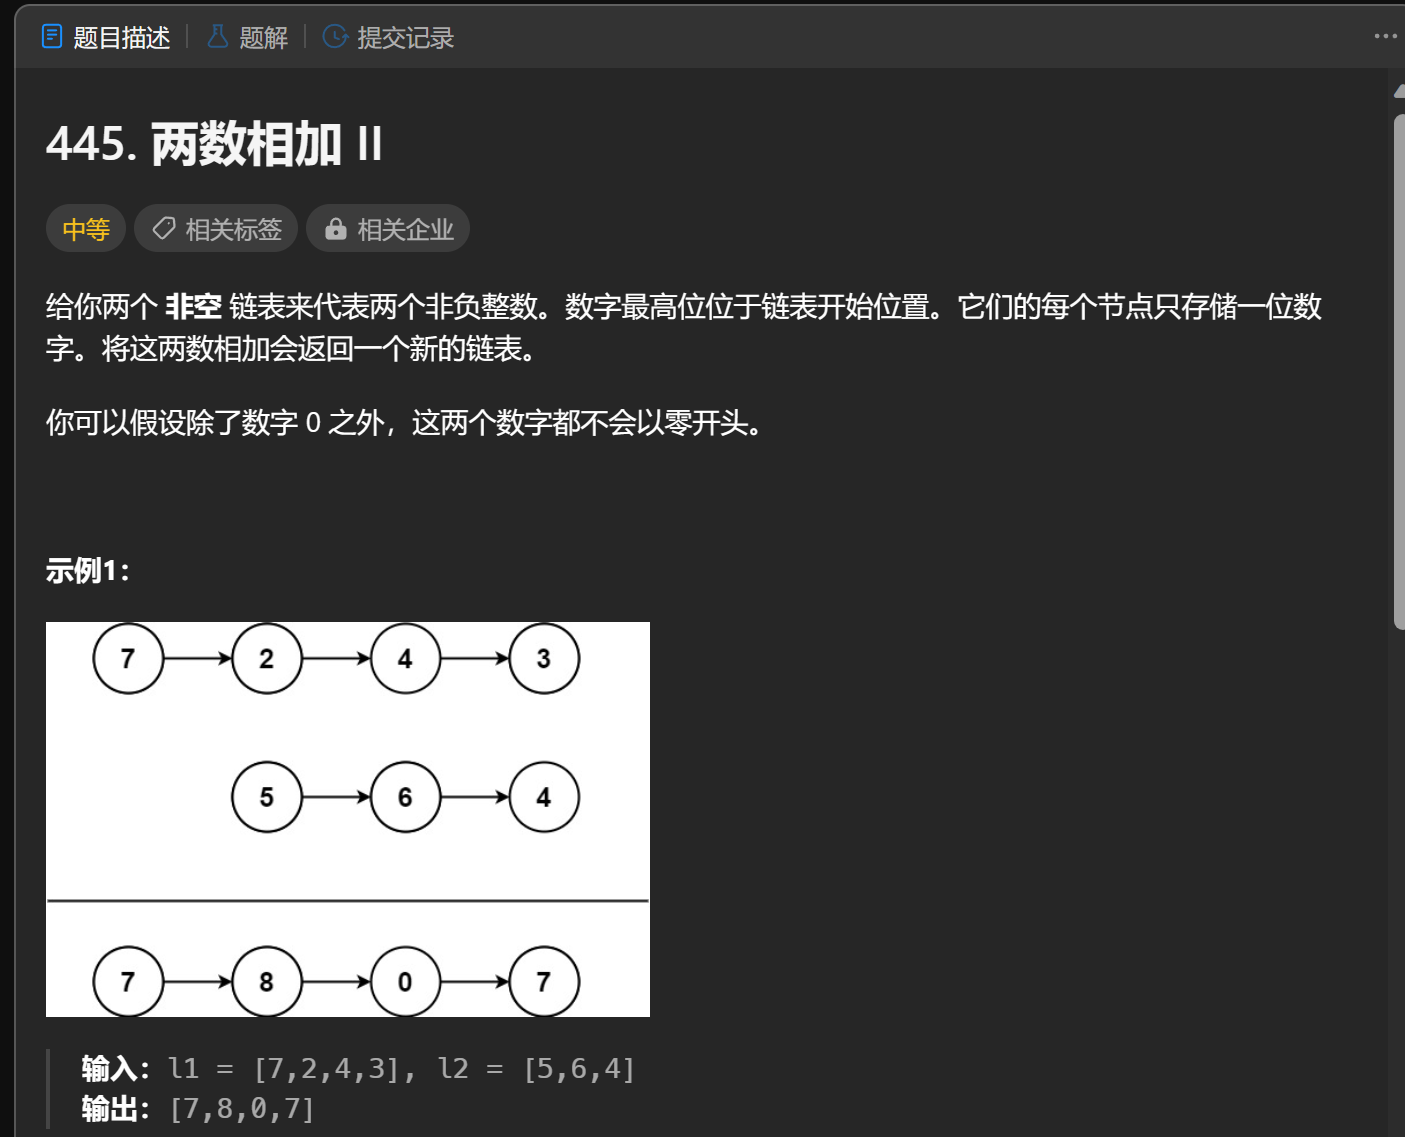 题目描述 题解 提交记录
445. 两数相加 II
中等 相关标签 相关企业
给你两个 非空 链表来代表两个非负整数。数字最高位位于链表开始位置。它们的每个节点只存储一位数
字。将这两数相加会返回一个新的链表。
你可以假设除了数字 0 之外，这两个数字都不会以零开头。
示例1：
7 2 4 3
5 6 4
7 8 0 7
输入：l1 = [7,2,4,3], l2 = [5,6,4]
输出：[7,8,0,7]